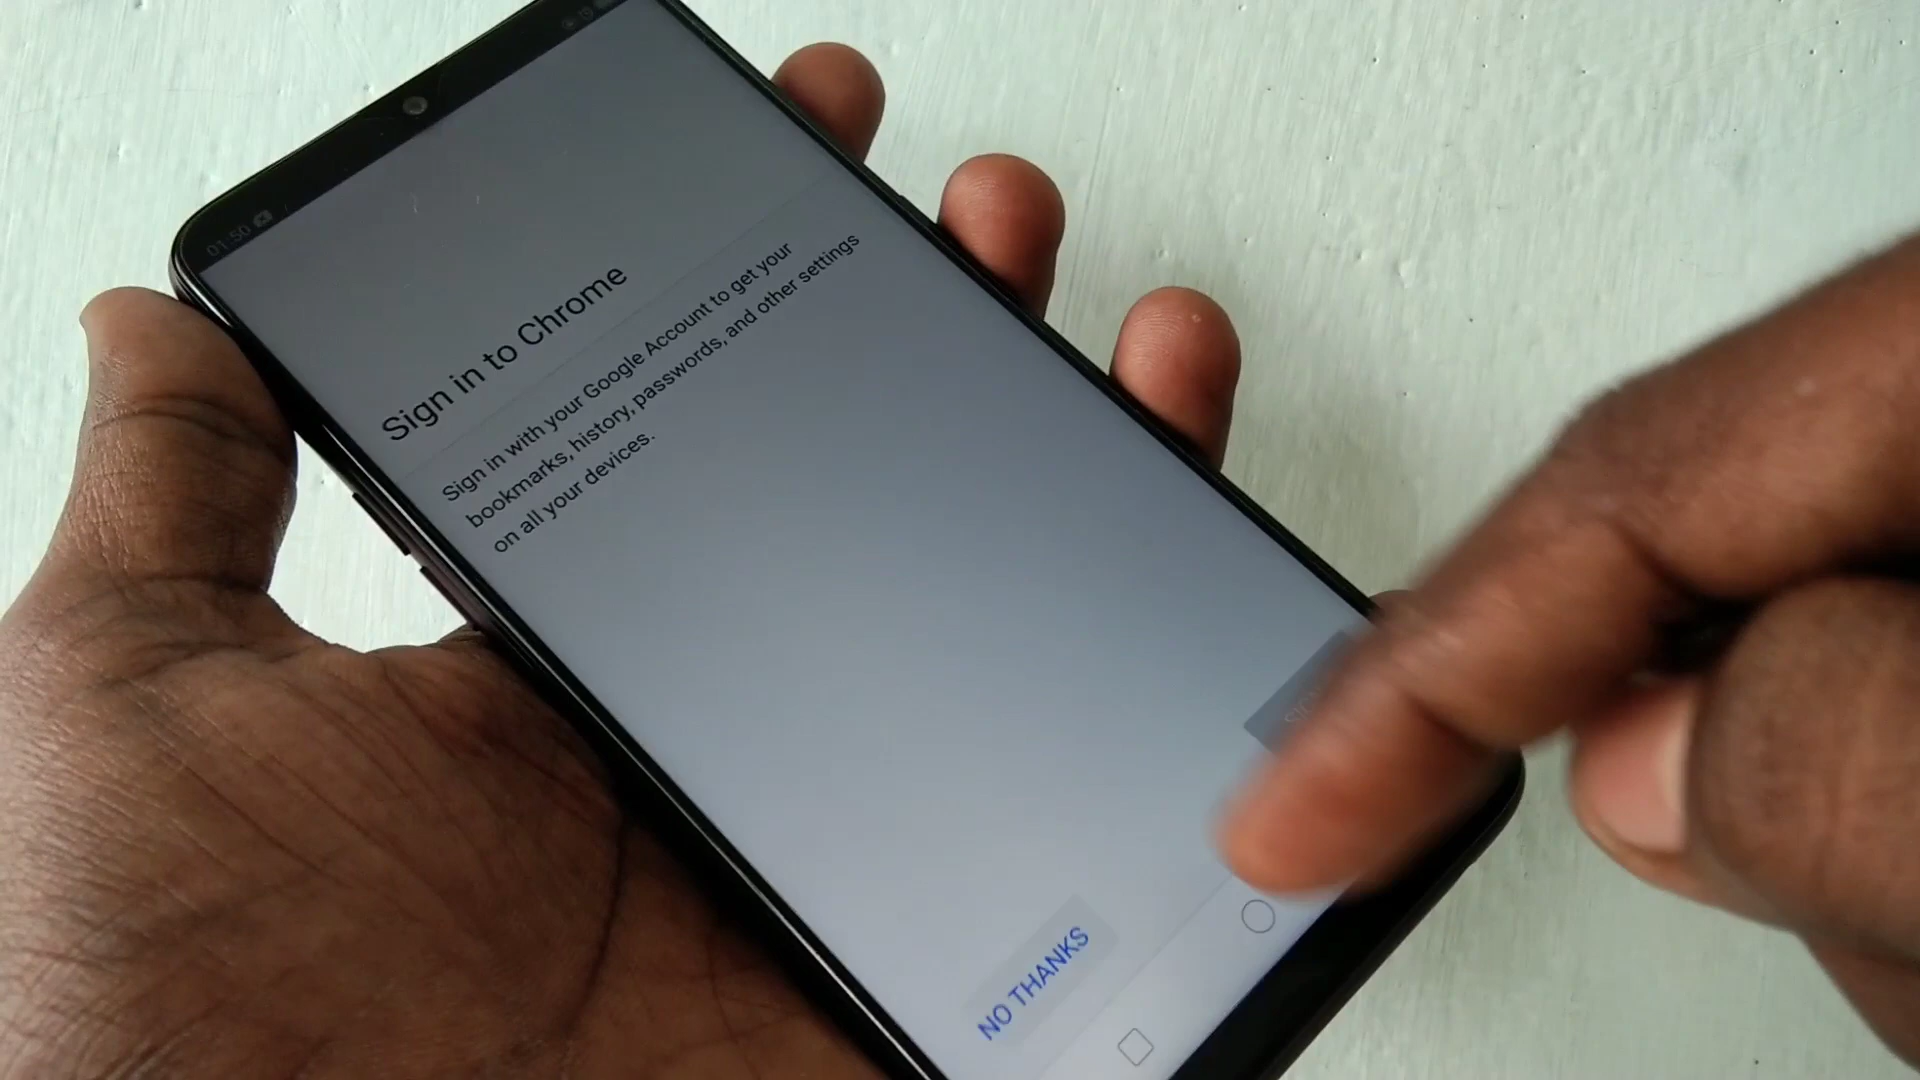 01:50
Sign in to Chrome
Sign in with your Google Account to get your
bookmarks, history, passwords, and other settings
on all your devices.
NO THANKS